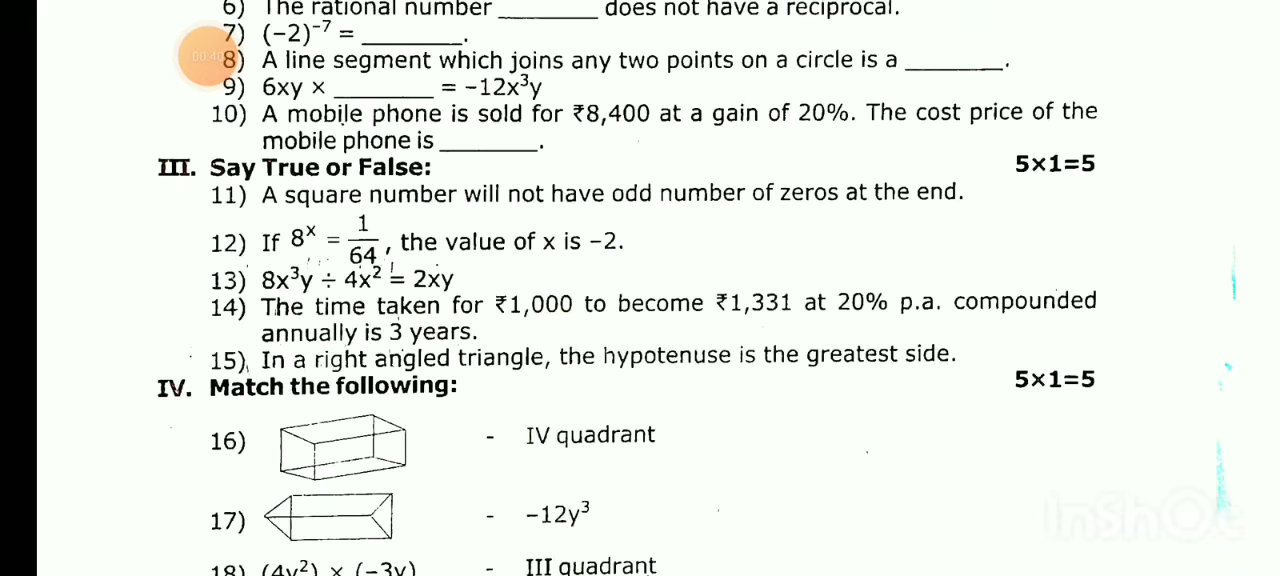 6) The rational number ________ does not have a reciprocal.
7) (−2)⁻⁷ = ________.
00:40
8) A line segment which joins any two points on a circle is a ________.
9) 6xy × ________ = −12x³y
10) A mobile phone is sold for ₹8,400 at a gain of 20%. The cost price of the
mobile phone is ________.
III. Say True or False: 5×1=5
11) A square number will not have odd number of zeros at the end.
12) If 8ˣ = 1/64, the value of x is −2.
13) 8x³y ÷ 4x² = 2xy
14) The time taken for ₹1,000 to become ₹1,331 at 20% p.a. compounded
annually is 3 years.
15) In a right angled triangle, the hypotenuse is the greatest side.
IV. Match the following: 5×1=5
16) - IV quadrant
17) - −12y³
18) (4y²) × (−3y) - III quadrant
InShOt